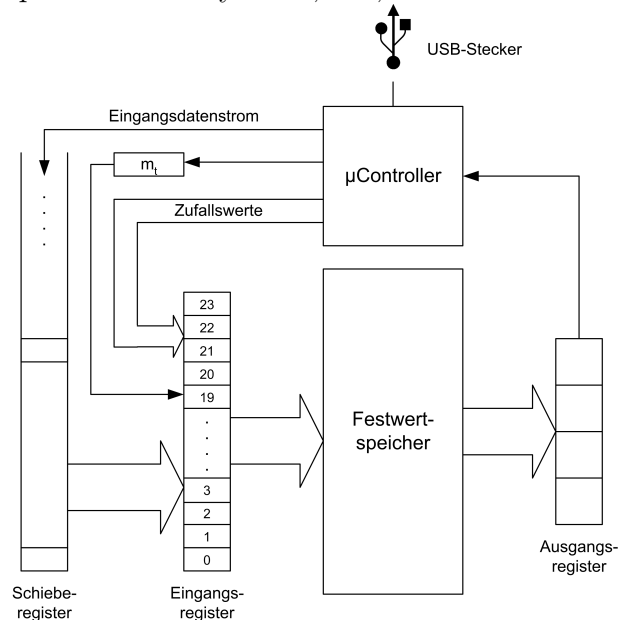 USB-Stecker
Eingangsdatenstrom
m_t
µController
Zufallswerte
23
22
21
20
19
3
2
1
0
Festwert-
speicher
Schiebe-
register
Eingangs-
register
Ausgangs-
register